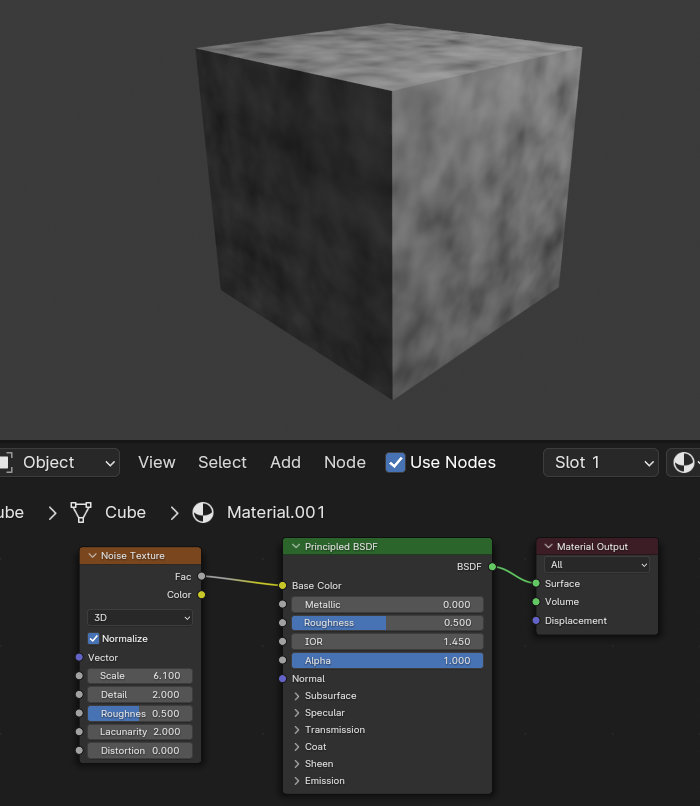 Object View Select Add Node Use Nodes Slot 1
ube Cube Material.001
Noise Texture
Fac
Color
3D
Normalize
Vector
Scale 6.100
Detail 2.000
Roughnes 0.500
Lacunarity 2.000
Distortion 0.000
Principled BSDF
BSDF
Base Color
Metallic 0.000
Roughness 0.500
IOR 1.450
Alpha 1.000
Normal
Subsurface
Specular
Transmission
Coat
Sheen
Emission
Material Output
All
Surface
Volume
Displacement